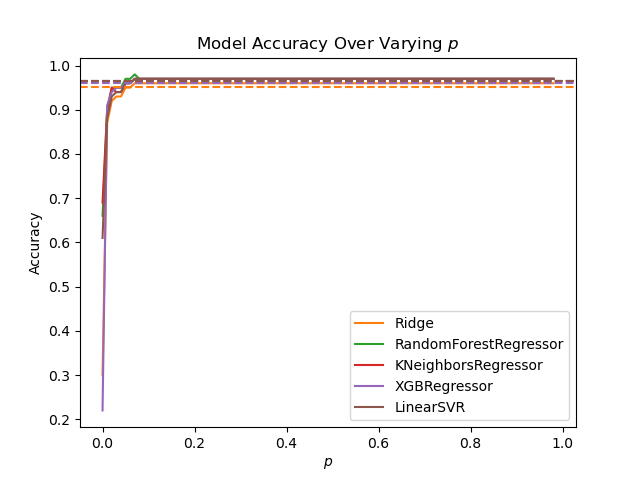 Model Accuracy Over Varying p
1.0
0.9
0.8
0.7
0.6
0.5
0.4
0.3
0.2
Accuracy
Ridge
RandomForestRegressor
KNeighborsRegressor
XGBRegressor
LinearSVR
0.0 0.2 0.4 0.6 0.8 1.0
p